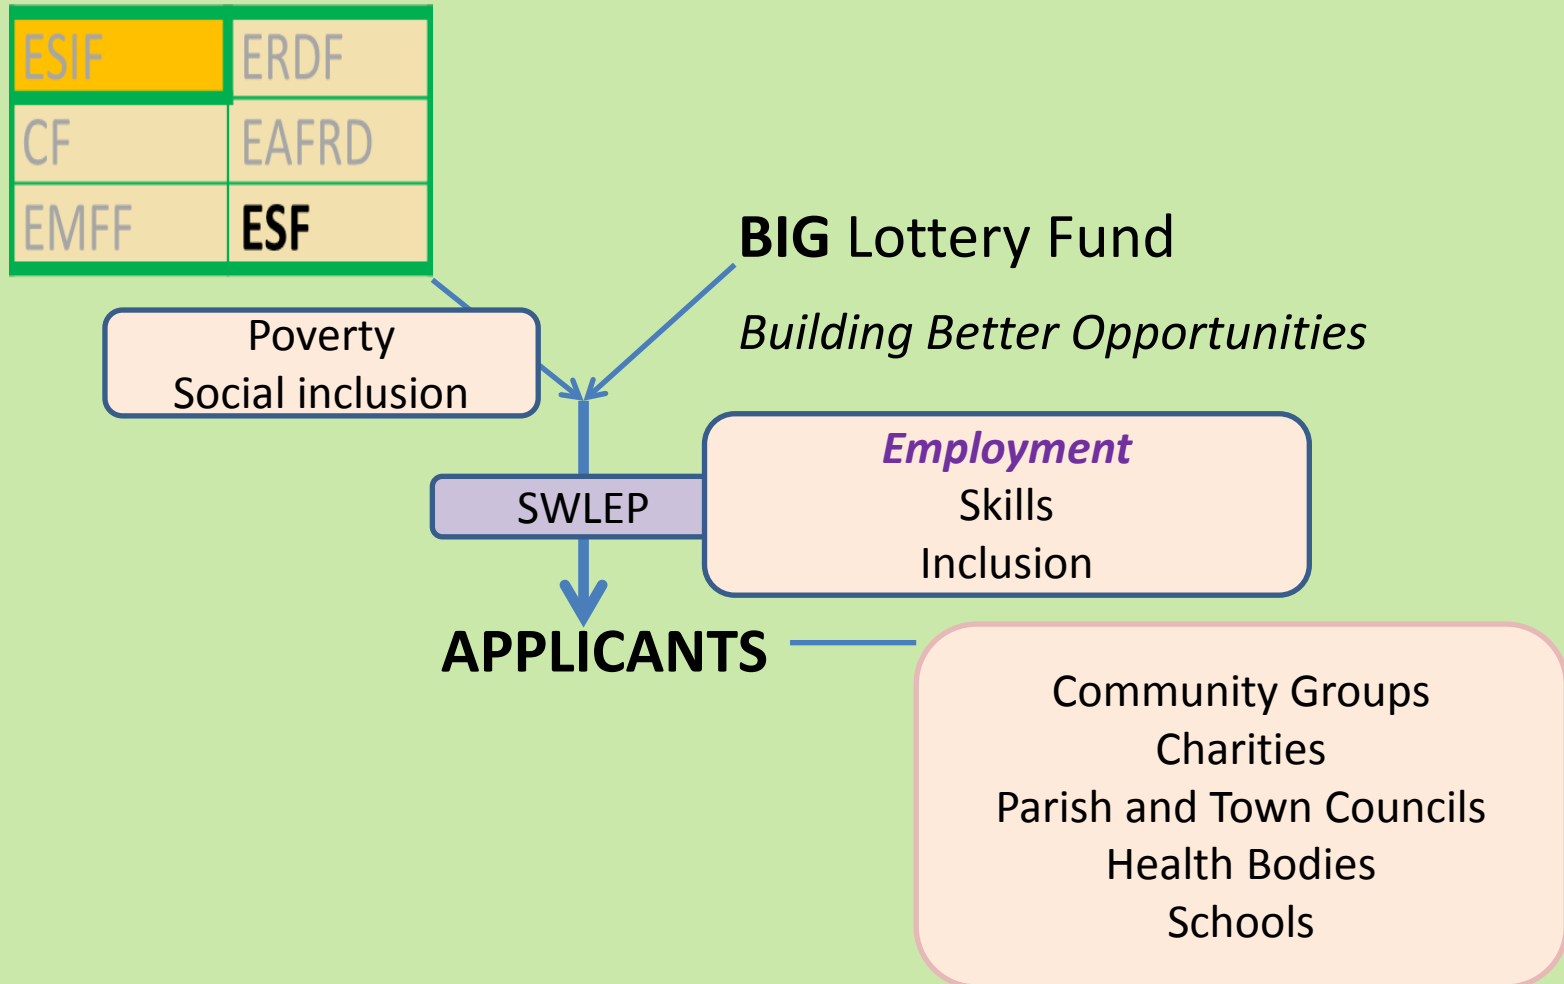 ESIF ERDF
CF EAFRD
EMFF ESF
BIG Lottery Fund
Building Better Opportunities
Poverty
Social inclusion
SWLEP
Employment
Skills
Inclusion
APPLICANTS
Community Groups
Charities
Parish and Town Councils
Health Bodies
Schools